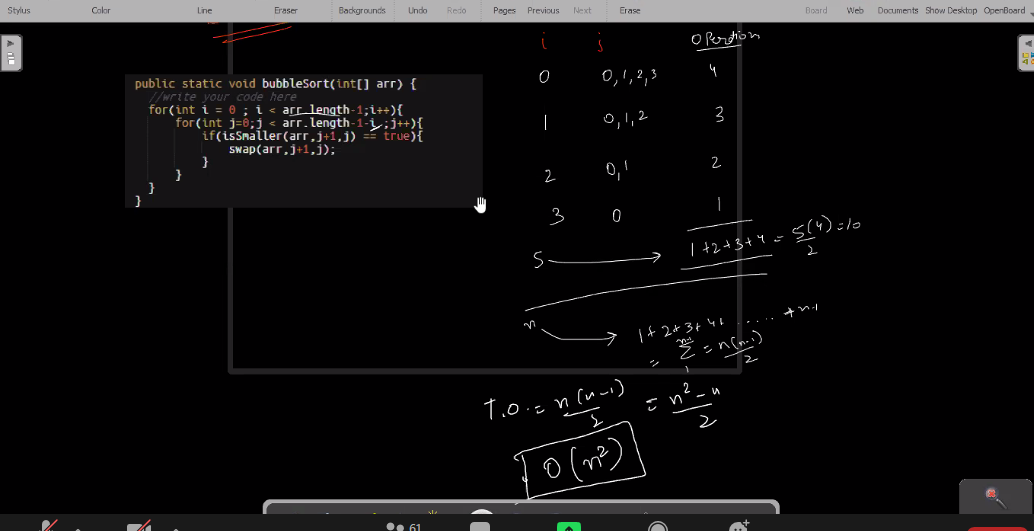 Stylus Color Line Eraser Backgrounds Undo Redo Pages Previous Next Erase Board Web Documents Show Desktop OpenBoard
i j Operation
0 0,1,2,3 4
1 0,1,2 3
2 0,1 2
3 0 1
public static void bubbleSort(int[] arr) {
//write your code here
for(int i = 0 ; i < arr.length-1;i++){
for(int j=0;j < arr.length-1-i ;j++){
if(isSmaller(arr,j+1,j) == true){
swap(arr,j+1,j);
}
}
}
}
5 → 1+2+3+4 = 5(4)/2 = 10
n → 1+2+3+4+ ...... + n-1
= n-1 Σ 1 = n(n-1)/2
T.O. = n(n-1)/2 = n² - n/2
O(n²)
61